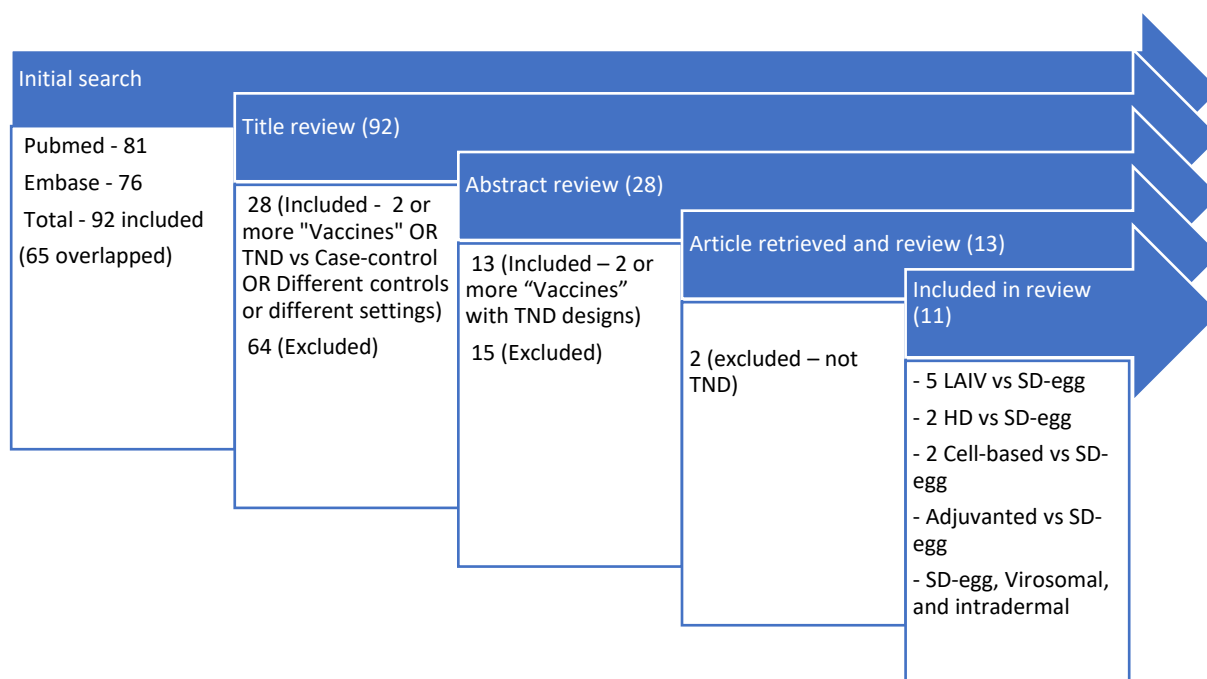 Initial search
Pubmed - 81
Embase - 76
Total - 92 included
(65 overlapped)
Title review (92)
28 (Included - 2 or
more "Vaccines" OR
TND vs Case-control
OR Different controls
or different settings)
64 (Excluded)
Abstract review (28)
13 (Included – 2 or
more “Vaccines”
with TND designs)
15 (Excluded)
Article retrieved and review (13)
2 (excluded – not
TND)
Included in review
(11)
- 5 LAIV vs SD-egg
- 2 HD vs SD-egg
- 2 Cell-based vs SD-
egg
- Adjuvanted vs SD-
egg
- SD-egg, Virosomal,
and intradermal